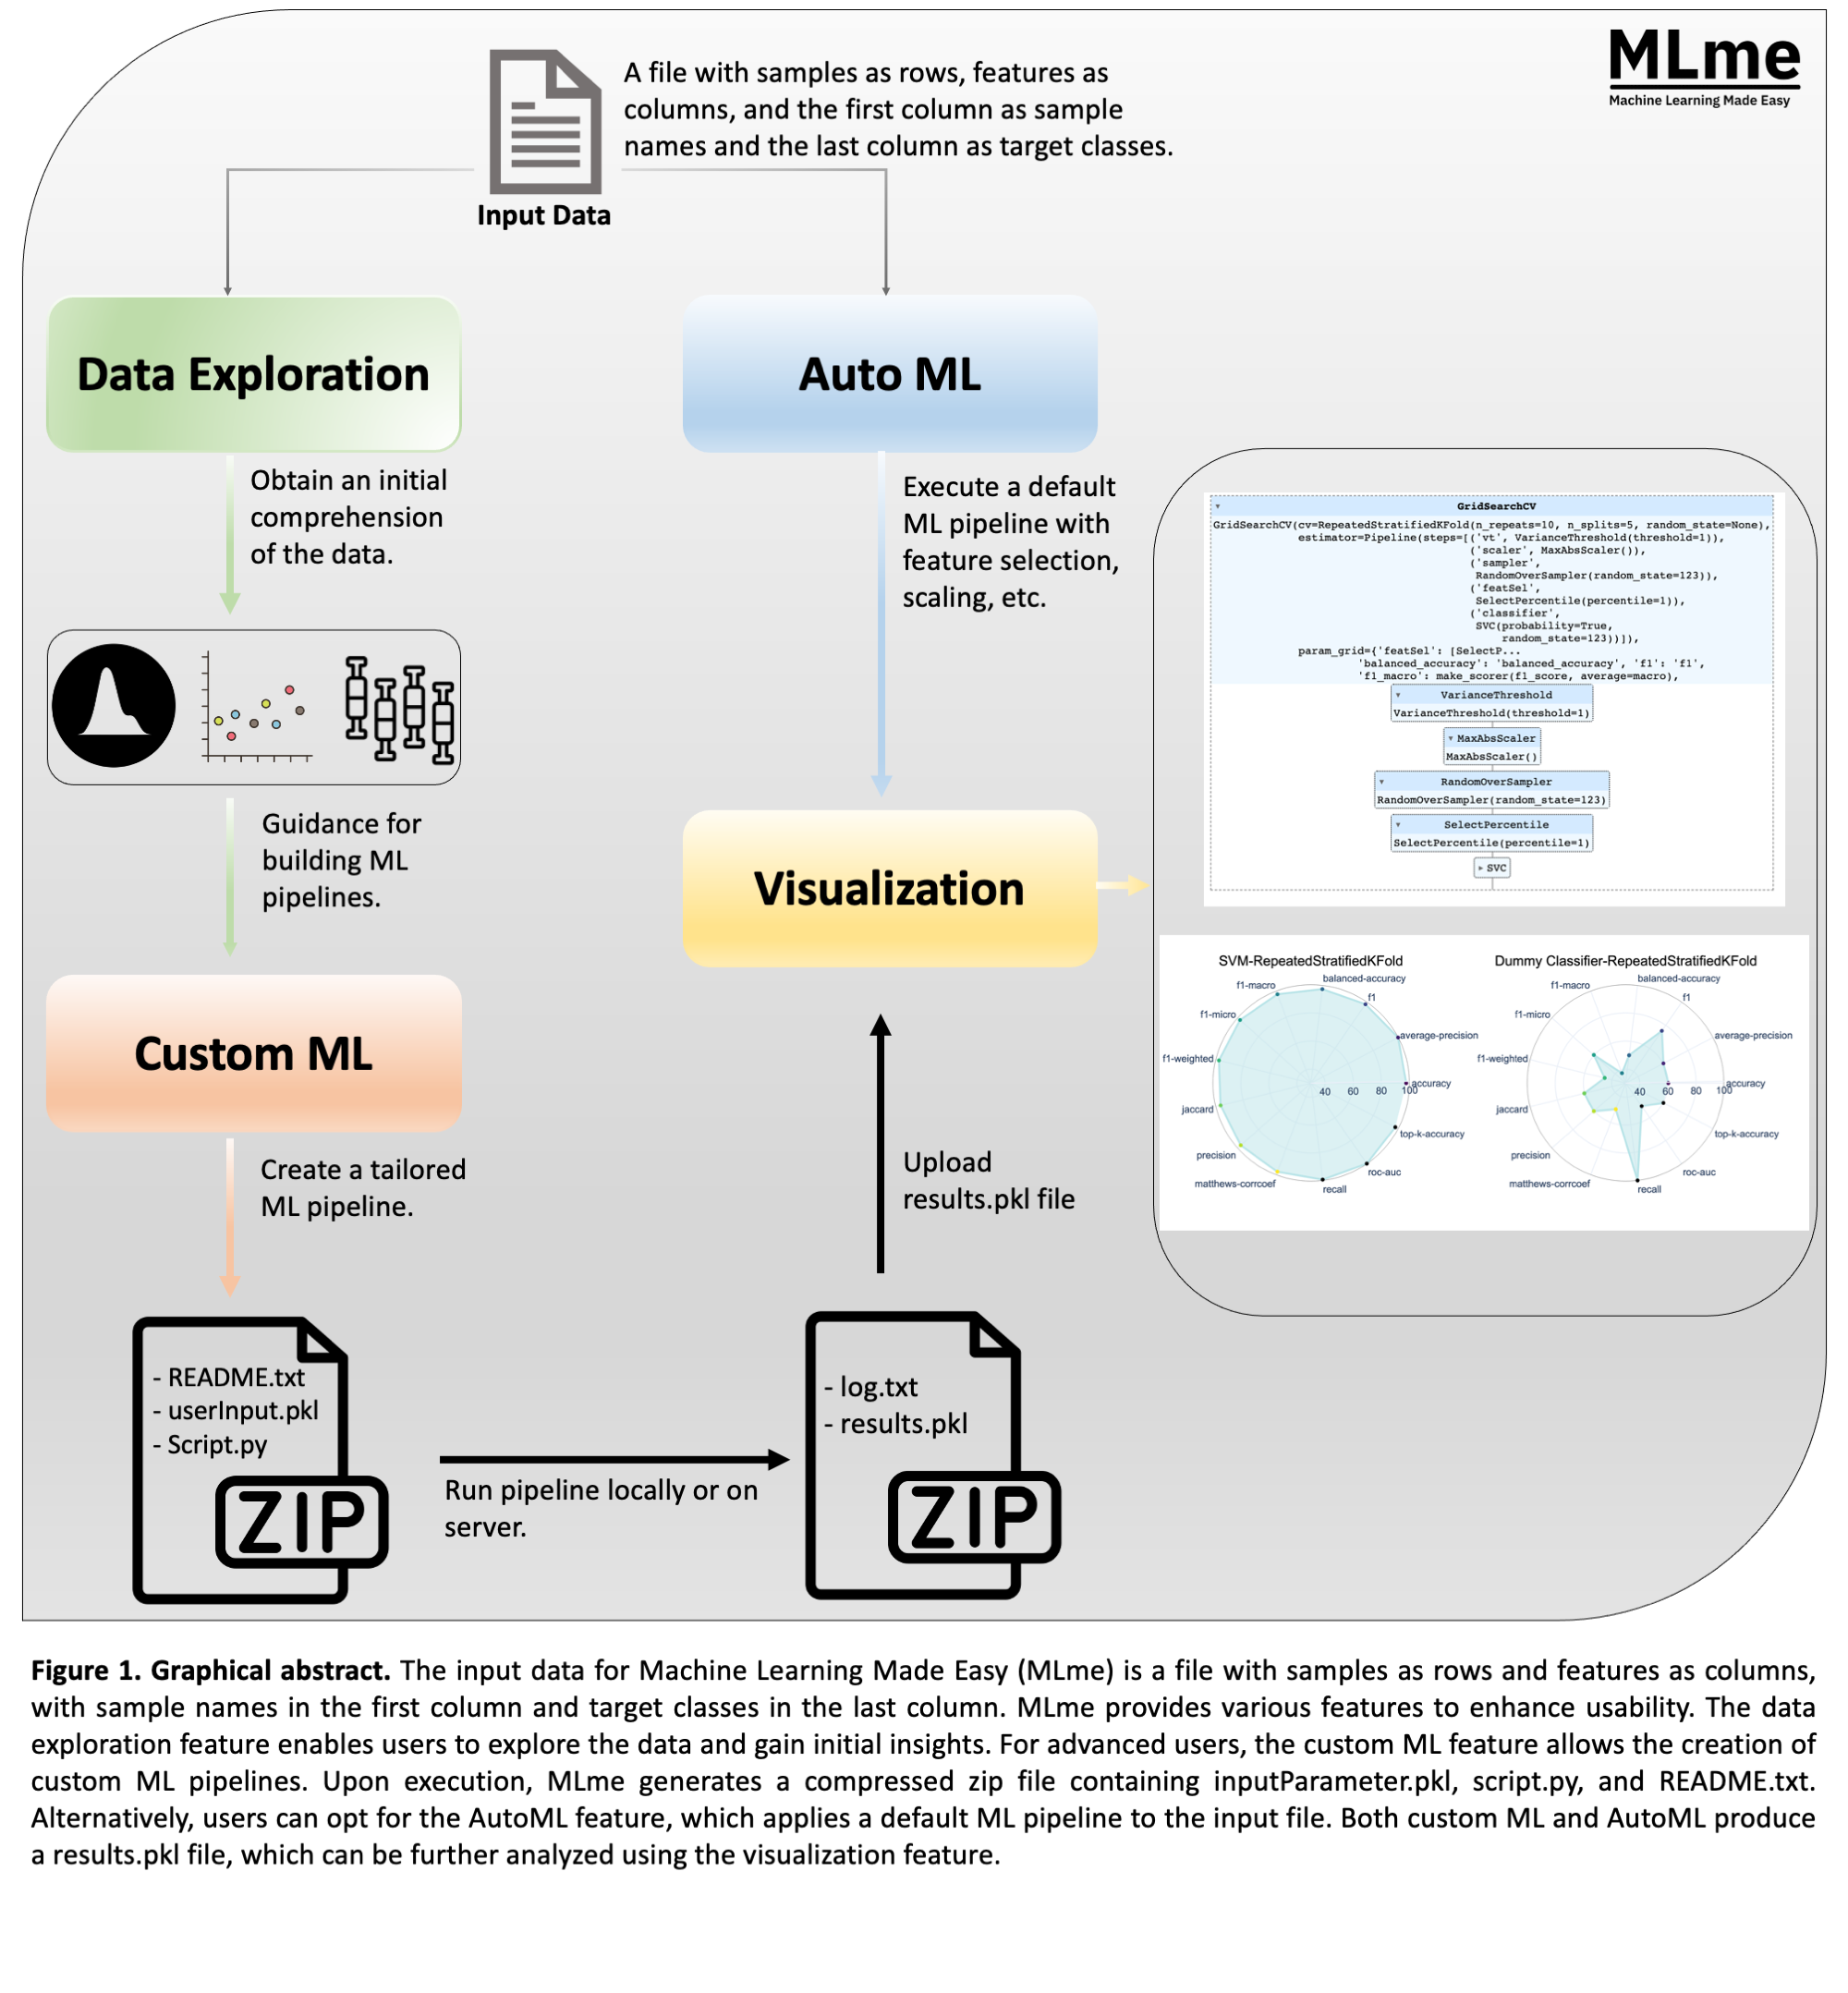 MLme
Machine Learning Made Easy
A file with samples as rows, features as
columns, and the first column as sample
names and the last column as target classes.
Input Data
Data Exploration
Auto ML
Obtain an initial
comprehension
of the data.
Execute a default
ML pipeline with
feature selection,
scaling, etc.
Guidance for
building ML
pipelines.
Visualization
GridSearchCV
GridSearchCV(cv=RepeatedStratifiedKFold(n_repeats=10, n_splits=5, random_state=None),
estimator=Pipeline(steps=[('vt', VarianceThreshold(threshold=1)),
('scaler', MaxAbsScaler()),
('sampler',
RandomOverSampler(random_state=123)),
('featSel',
SelectPercentile(percentile=1)),
('classifier',
SVC(probability=True,
random_state=123))]),
param_grid={'featSel': [SelectP...
'balanced_accuracy': 'balanced_accuracy', 'f1': 'f1',
'f1_macro': make_scorer(f1_score, average=macro),
VarianceThreshold
VarianceThreshold(threshold=1)
MaxAbsScaler
MaxAbsScaler()
RandomOverSampler
RandomOverSampler(random_state=123)
SelectPercentile
SelectPercentile(percentile=1)
SVC
SVM-RepeatedStratifiedKFold
balanced-accuracy
f1-macro
f1
f1-micro
average-precision
f1-weighted
accuracy
40 60 80 100
jaccard
top-k-accuracy
precision
roc-auc
matthews-corrcoef
recall
Dummy Classifier-RepeatedStratifiedKFold
balanced-accuracy
f1-macro
f1
f1-micro
average-precision
f1-weighted
accuracy
40 60 80 100
jaccard
top-k-accuracy
precision
roc-auc
matthews-corrcoef
recall
Custom ML
Create a tailored
ML pipeline.
Upload
results.pkl file
- README.txt
- userInput.pkl
- Script.py
ZIP
Run pipeline locally or on
server.
- log.txt
- results.pkl
ZIP
Figure 1. Graphical abstract. The input data for Machine Learning Made Easy (MLme) is a file with samples as rows and features as columns,
with sample names in the first column and target classes in the last column. MLme provides various features to enhance usability. The data
exploration feature enables users to explore the data and gain initial insights. For advanced users, the custom ML feature allows the creation of
custom ML pipelines. Upon execution, MLme generates a compressed zip file containing inputParameter.pkl, script.py, and README.txt.
Alternatively, users can opt for the AutoML feature, which applies a default ML pipeline to the input file. Both custom ML and AutoML produce
a results.pkl file, which can be further analyzed using the visualization feature.